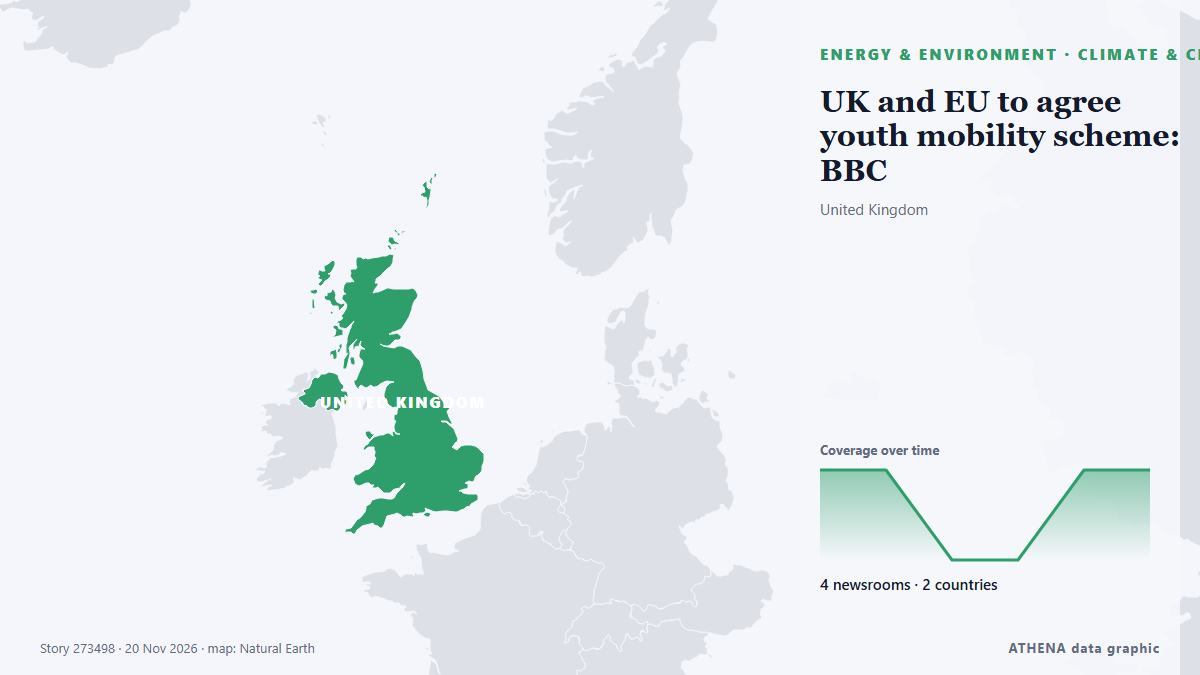 ENERGY & ENVIRONMENT · CLIMATE &
UK and EU to agree
youth mobility scheme:
BBC
United Kingdom
UNITED KINGDOM
Coverage over time
4 newsrooms · 2 countries
Story 273498 · 20 Nov 2026 · map: Natural Earth
ATHENA data graphic